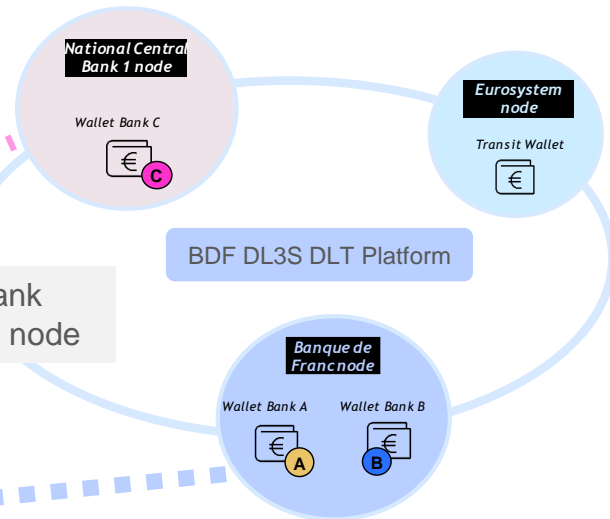 National Central
Bank 1 node
Wallet Bank C
€
C
Eurosystem
node
Transit Wallet
€
BDF DL3S DLT Platform
ank
node
Banque de
Franc node
Wallet Bank A
Wallet Bank B
€
A
€
B